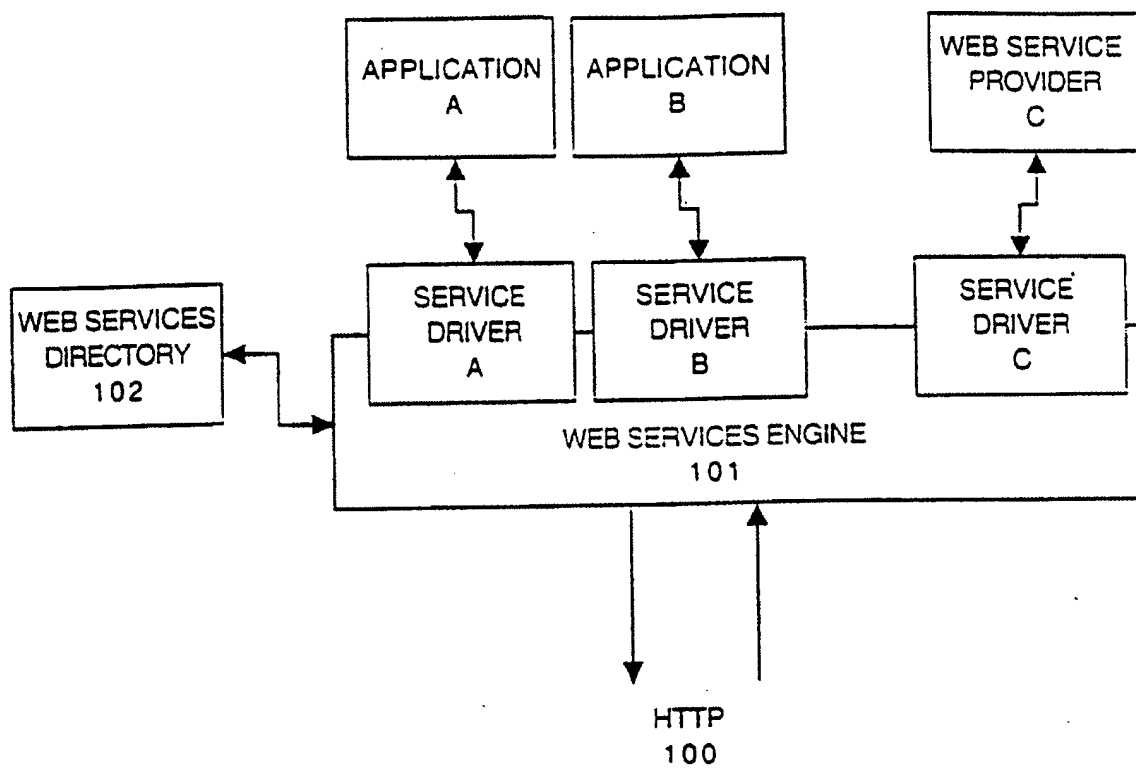 APPLICATION
A
APPLICATION
B
WEB SERVICE
PROVIDER
C
SERVICE
DRIVER
A
SERVICE
DRIVER
B
SERVICE
DRIVER
C
WEB SERVICES
DIRECTORY
102
WEB SERVICES ENGINE
101
HTTP
100